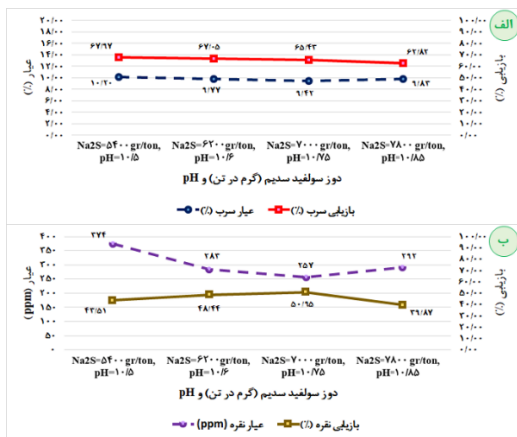 الف
۲۰/۰۰
۱۸/۰۰
۱۶/۰۰
۱۴/۰۰
۱۲/۰۰
۱۰/۰۰
۸/۰۰
۶/۰۰
۴/۰۰
۲/۰۰
۰/۰۰
عیار (٪)
۱۰۰/۰۰
۹۰/۰۰
۸۰/۰۰
۷۰/۰۰
۶۰/۰۰
۵۰/۰۰
۴۰/۰۰
۳۰/۰۰
۲۰/۰۰
۱۰/۰۰
۰/۰۰
بازیابی (٪)
۶۷/۹۷ ۶۷/۰۵ ۶۵/۴۳ ۶۲/۸۲
۱۰/۲۰ ۹/۷۷ ۹/۴۲ ۹/۸۳
Na2S=۵۴۰۰ gr/ton, Na2S=۶۲۰۰ gr/ton, Na2S=۷۰۰۰ gr/ton, Na2S=۷۸۰۰ gr/ton,
pH=۱۰/۵ pH=۱۰/۶ pH=۱۰/۷۵ pH=۱۰/۸۵
دوز سولفید سدیم (گرم در تن) و pH
عیار سرب (٪) بازیابی سرب (٪)
ب
۴۰۰
۳۵۰
۳۰۰
۲۵۰
۲۰۰
۱۵۰
۱۰۰
۵۰
۰
عیار (ppm)
۱۰۰/۰۰
۹۰/۰۰
۸۰/۰۰
۷۰/۰۰
۶۰/۰۰
۵۰/۰۰
۴۰/۰۰
۳۰/۰۰
۲۰/۰۰
۱۰/۰۰
۰/۰۰
بازیابی (٪)
۳۷۴ ۲۸۳ ۲۵۷ ۲۹۲
۴۳/۵۱ ۴۸/۴۴ ۵۰/۹۵ ۳۹/۸۷
Na2S=۵۴۰۰ gr/ton, Na2S=۶۲۰۰ gr/ton, Na2S=۷۰۰۰ gr/ton, Na2S=۷۸۰۰ gr/ton,
pH=۱۰/۵ pH=۱۰/۶ pH=۱۰/۷۵ pH=۱۰/۸۵
دوز سولفید سدیم (گرم در تن) و pH
عیار نقره (ppm) بازیابی نقره (٪)